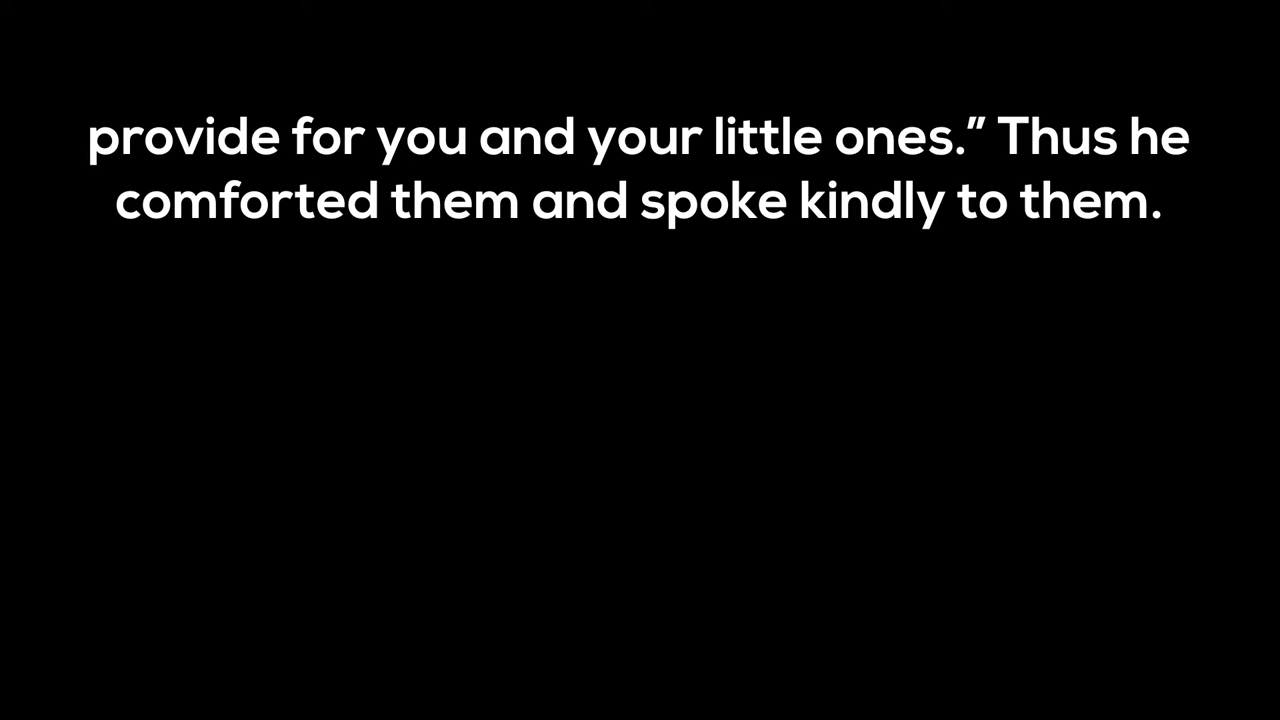 provide for you and your little ones.” Thus he
comforted them and spoke kindly to them.